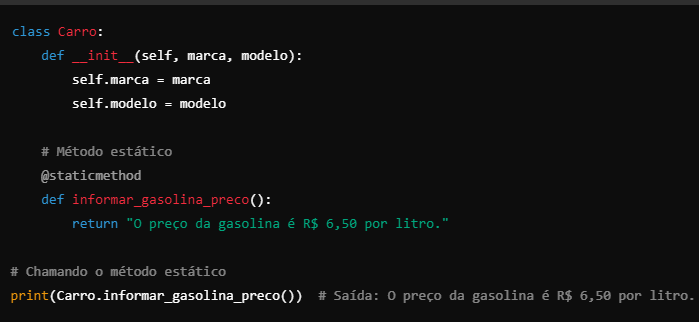 class Carro:
    def __init__(self, marca, modelo):
        self.marca = marca
        self.modelo = modelo

    # Método estático
    @staticmethod
    def informar_gasolina_preco():
        return "O preço da gasolina é R$ 6,50 por litro."

# Chamando o método estático
print(Carro.informar_gasolina_preco())  # Saída: O preço da gasolina é R$ 6,50 por litro.